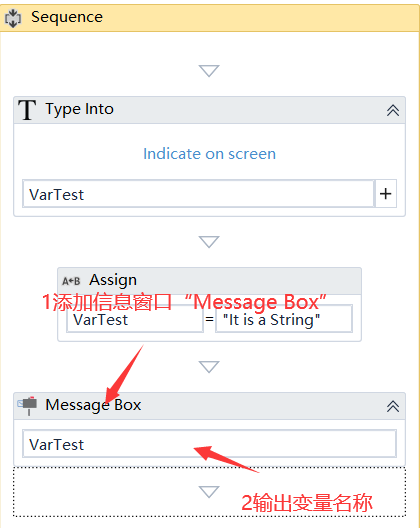 Sequence
Type Into
Indicate on screen
VarTest
+
A←B Assign
1添加信息窗口“Message Box”
VarTest = "It is a String"
Message Box
VarTest
2输出变量名称